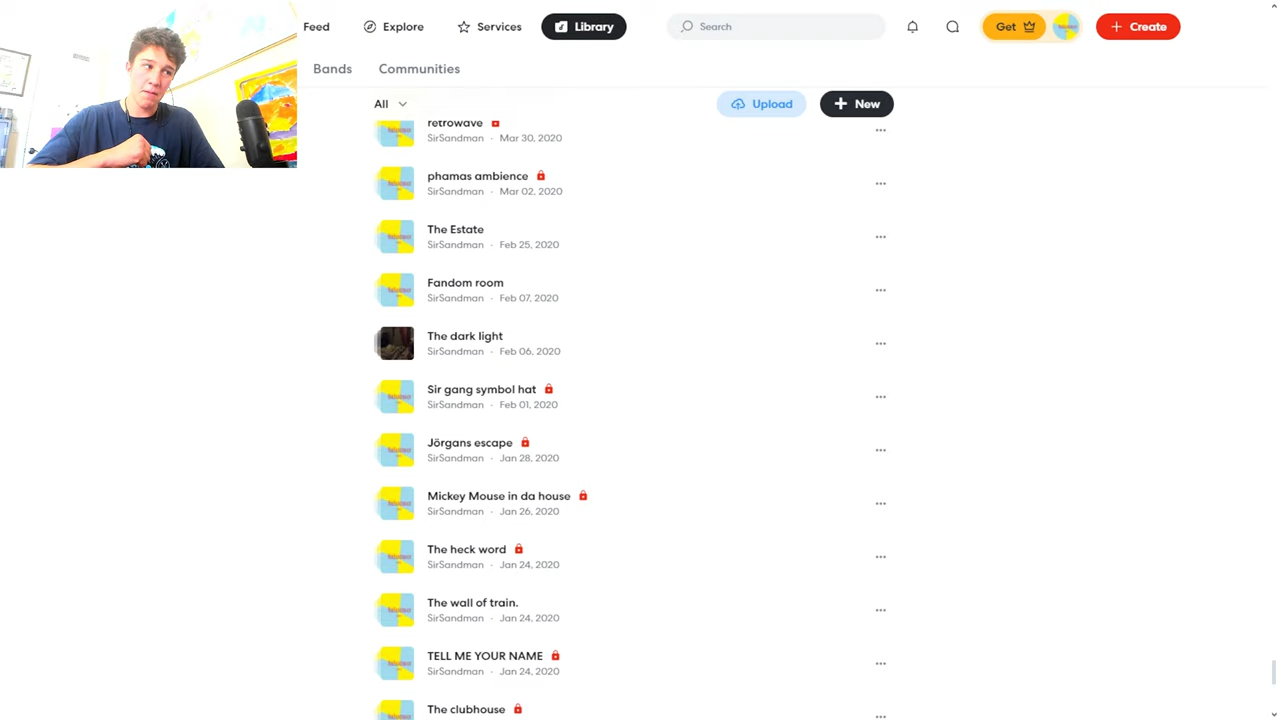 Feed
Explore
Services
Library
Search
Get
Create
Bands
Communities
All
Upload
New
retrowave
SirSandman · Mar 30, 2020
phamas ambience
SirSandman · Mar 02, 2020
The Estate
SirSandman · Feb 25, 2020
Fandom room
SirSandman · Feb 07, 2020
The dark light
SirSandman · Feb 06, 2020
Sir gang symbol hat
SirSandman · Feb 01, 2020
Jörgans escape
SirSandman · Jan 28, 2020
Mickey Mouse in da house
SirSandman · Jan 26, 2020
The heck word
SirSandman · Jan 24, 2020
The wall of train.
SirSandman · Jan 24, 2020
TELL ME YOUR NAME
SirSandman · Jan 24, 2020
The clubhouse